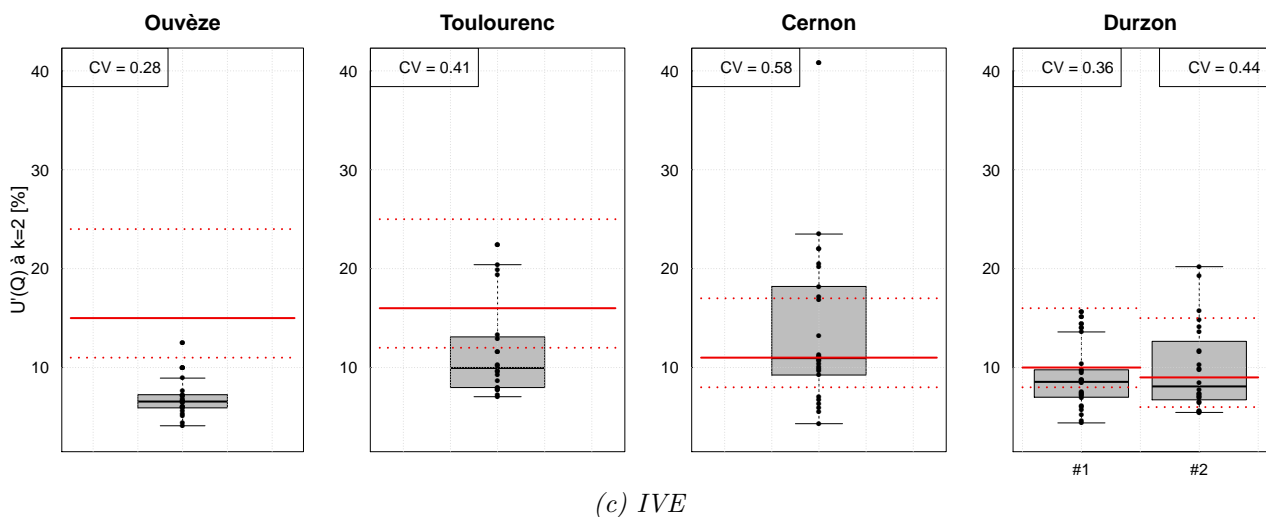 Ouvèze
Toulourenc
Cernon
Durzon
CV = 0.28
CV = 0.41
CV = 0.58
CV = 0.36
CV = 0.44
U'(Q) à k=2 [%]
40
30
20
10
40
30
20
10
40
30
20
10
40
30
20
10
#1
#2
(c) IVE